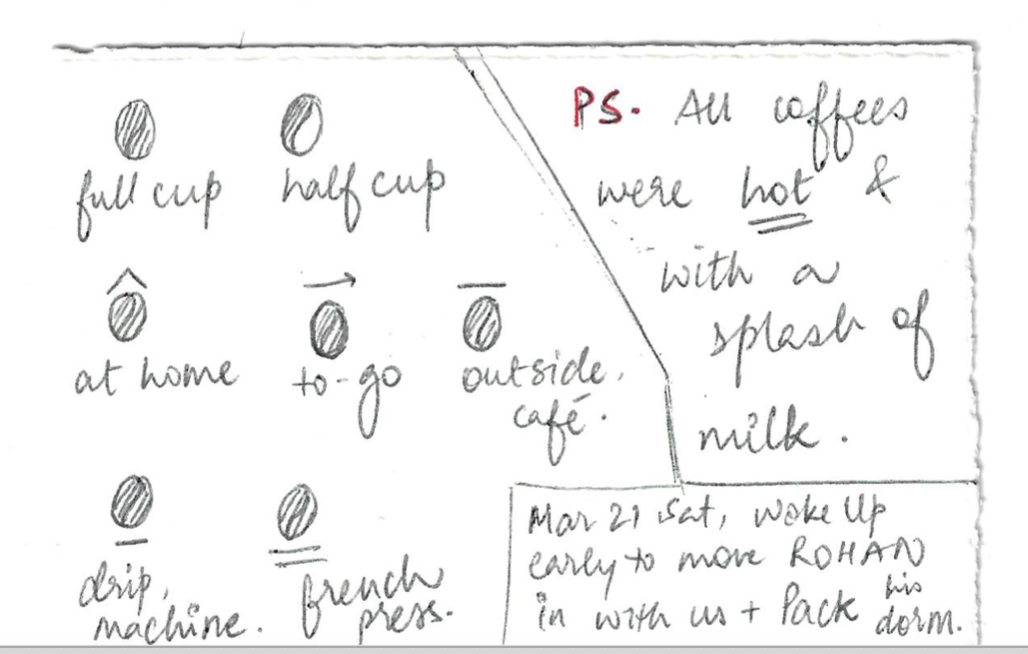 full cup
half cup
at home
to-go
outside.
café.
drip.
machine.
french
press.
PS. All coffees
were hot &
with a
splash of
milk.
Mar 21 Sat, woke up
early to move ROHAN
in with us + Pack his
dorm.